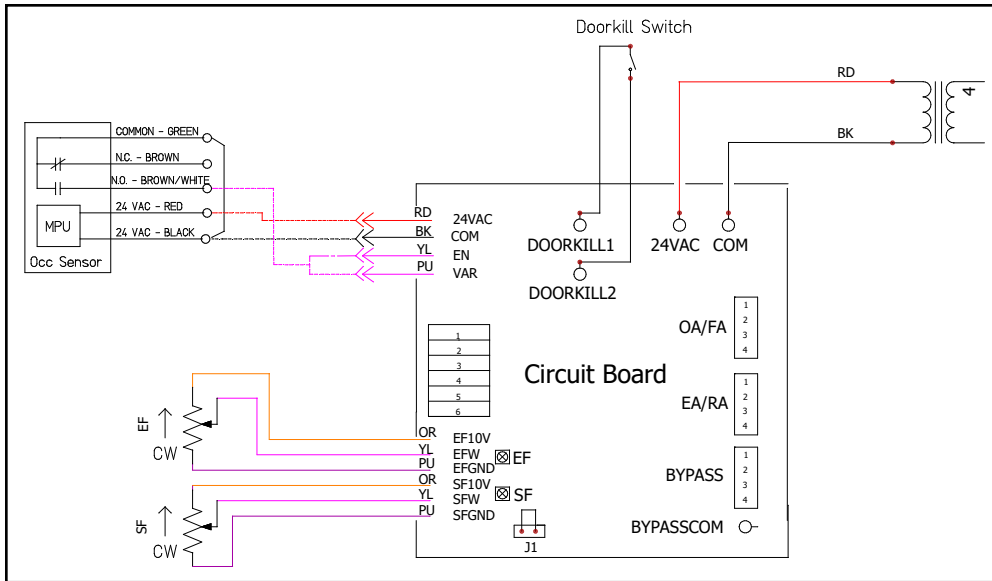 Doorkill Switch
RD
4
BK
COMMON - GREEN
N.C. - BROWN
N.O. - BROWN/WHITE
24 VAC - RED
MPU
24 VAC - BLACK
Occ Sensor
RD
24VAC
BK
COM
YL
EN
PU
VAR
DOORKILL1
24VAC
COM
DOORKILL2
OA/FA
1
2
3
4
1
2
3
4
5
6
Circuit Board
EA/RA
1
2
3
4
EF
CW
OR
EF10V
YL
EFW
EF
PU
EFGND
BYPASS
1
2
3
4
SF
CW
OR
SF10V
YL
SFW
SF
PU
SFGND
BYPASSCOM
J1